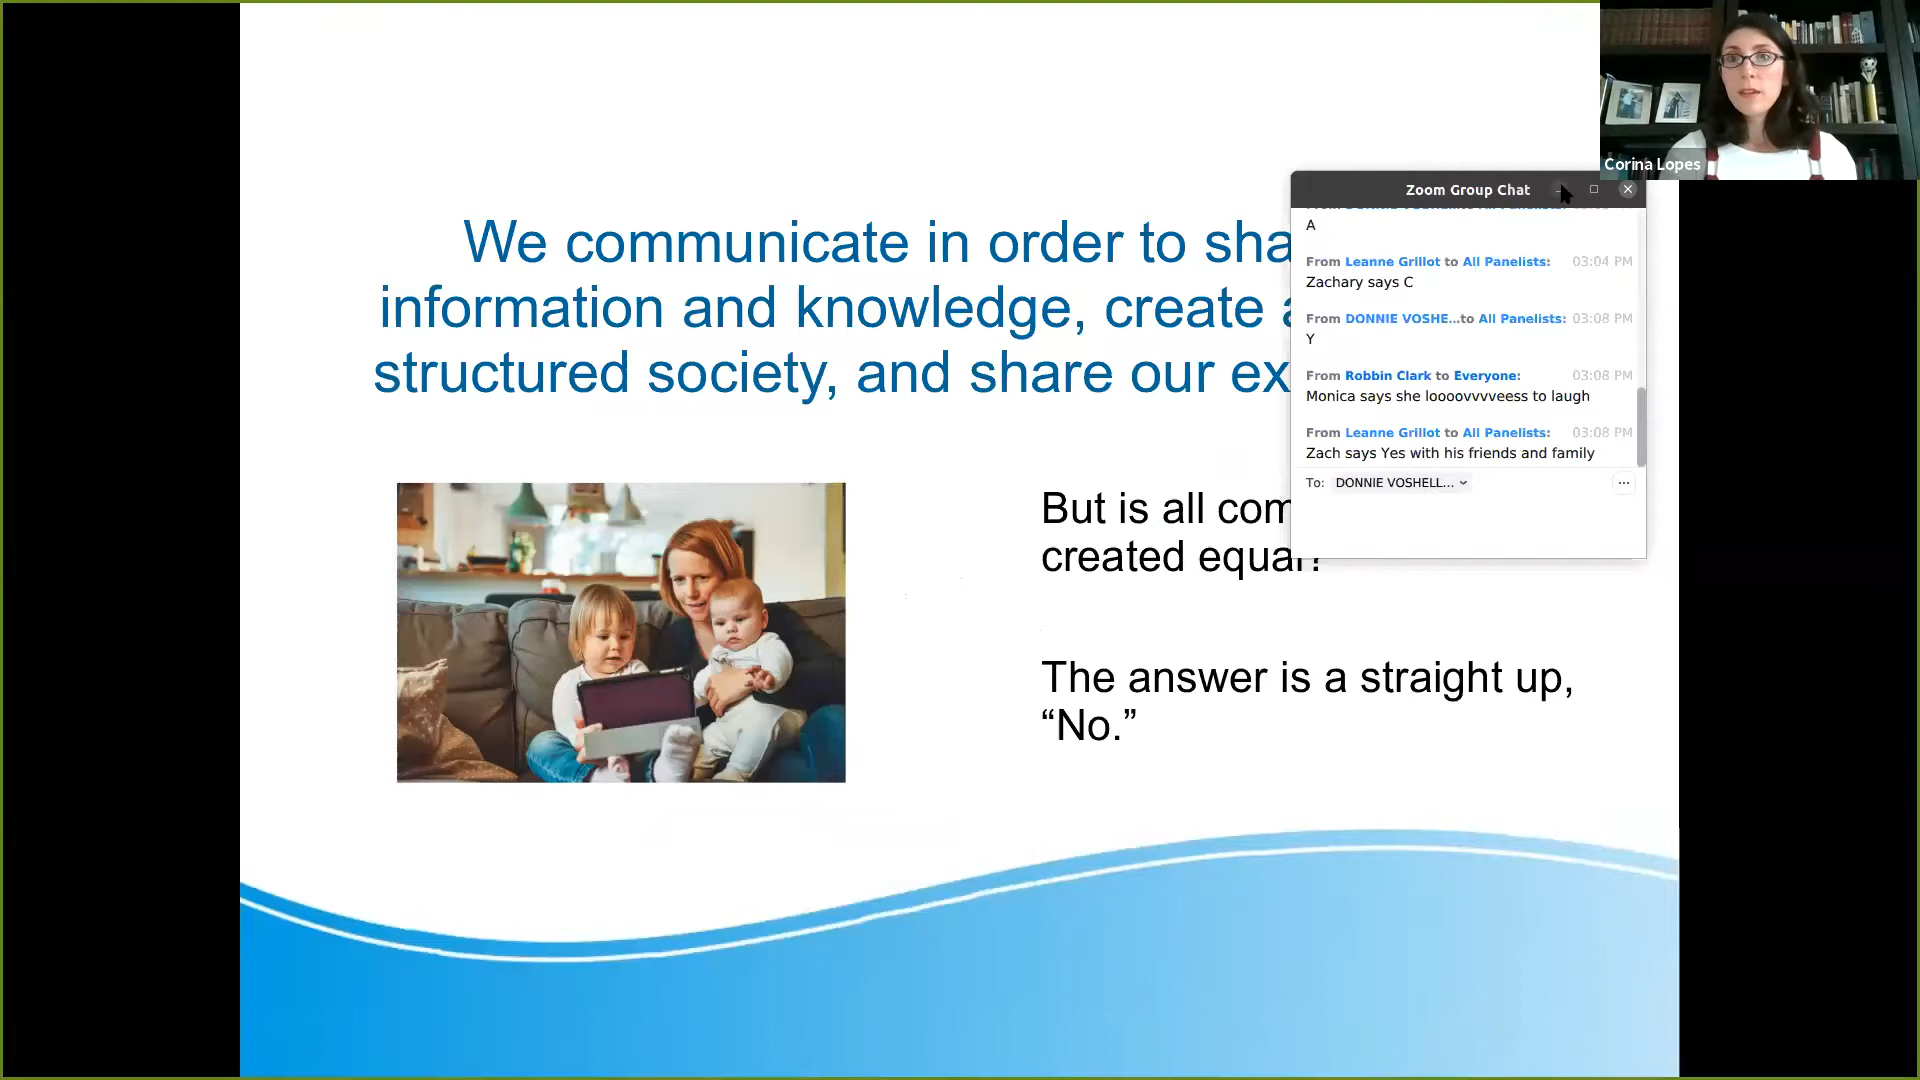 We communicate in order to sha
information and knowledge, create a
structured society, and share our ex
But is all com
created equal?
The answer is a straight up,
“No.”
Corina Lopes
Zoom Group Chat
A
From Leanne Grillot to All Panelists: 03:04 PM
Zachary says C
From DONNIE VOSHE...to All Panelists: 03:08 PM
Y
From Robbin Clark to Everyone: 03:08 PM
Monica says she loooovvvveess to laugh
From Leanne Grillot to All Panelists: 03:08 PM
Zach says Yes with his friends and family
To: DONNIE VOSHELL...